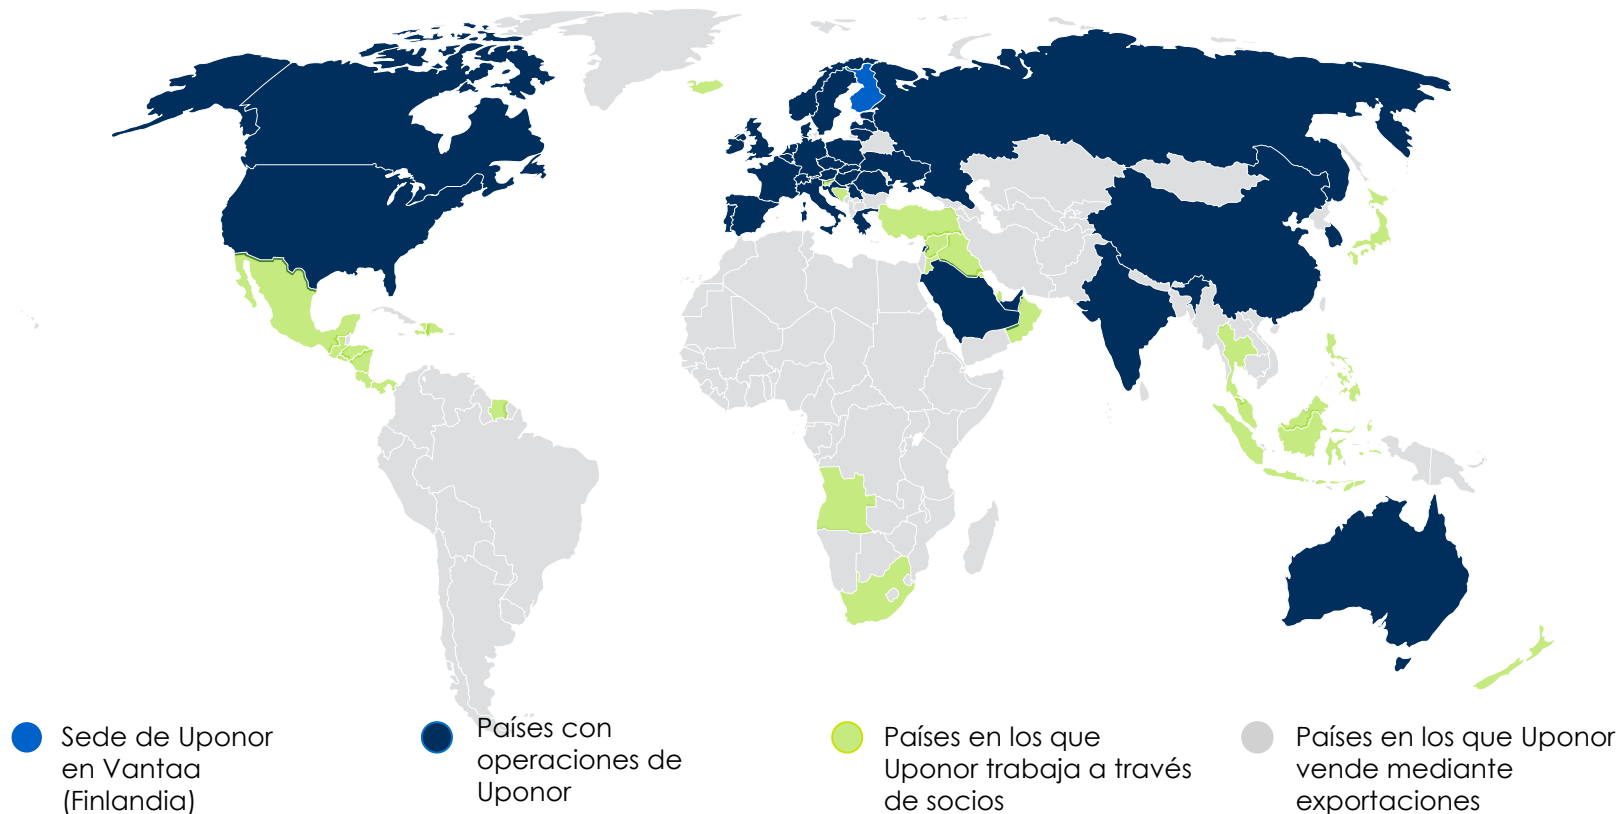 Sede de Uponor
en Vantaa
(Finlandia)
Países con
operaciones de
Uponor
Países en los que
Uponor trabaja a través
de socios
Países en los que Uponor
vende mediante
exportaciones